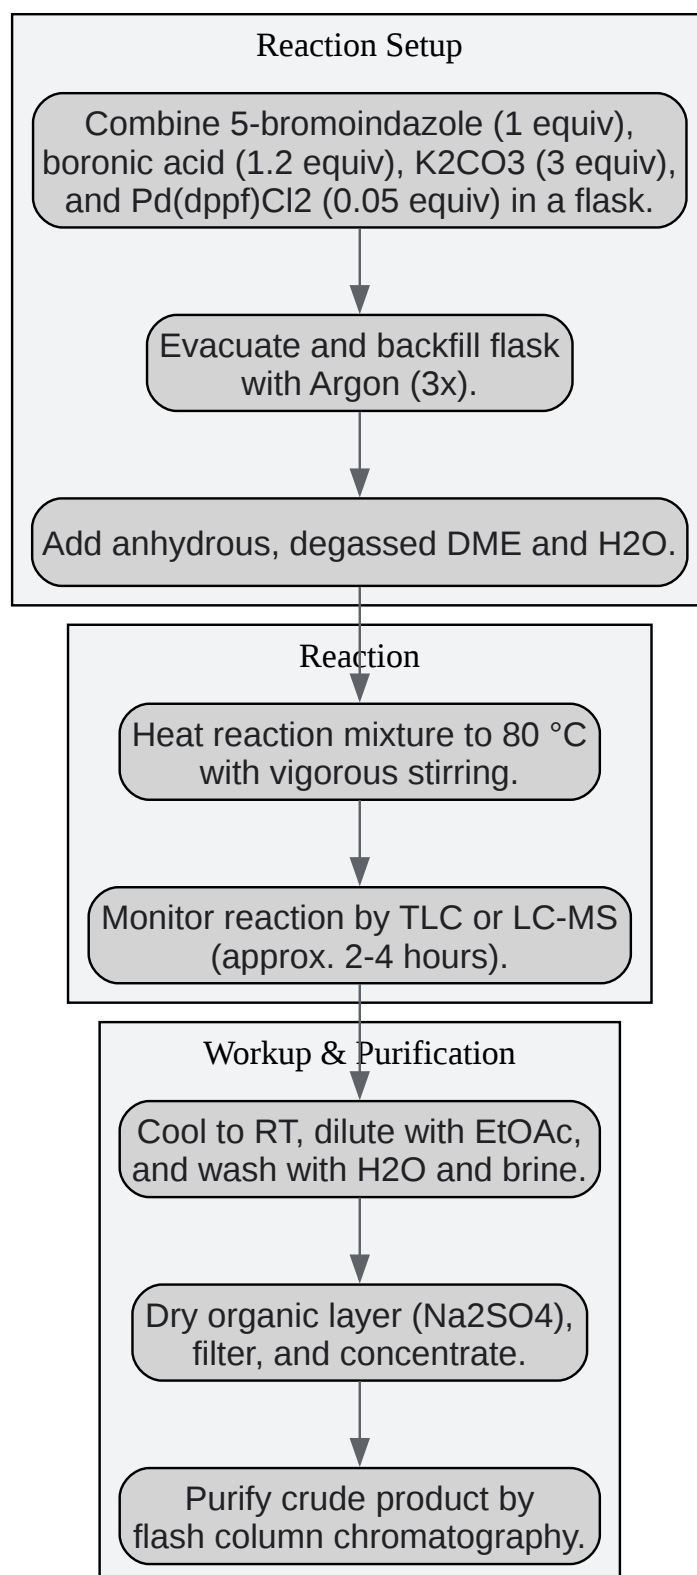 Reaction Setup
Combine 5-bromoindazole (1 equiv),
boronic acid (1.2 equiv), K2CO3 (3 equiv),
and Pd(dppf)Cl2 (0.05 equiv) in a flask.
Evacuate and backfill flask
with Argon (3x).
Add anhydrous, degassed DME and H2O.
Reaction
Heat reaction mixture to 80 °C
with vigorous stirring.
Monitor reaction by TLC or LC-MS
(approx. 2-4 hours).
Workup & Purification
Cool to RT, dilute with EtOAc,
and wash with H2O and brine.
Dry organic layer (Na2SO4),
filter, and concentrate.
Purify crude product by
flash column chromatography.